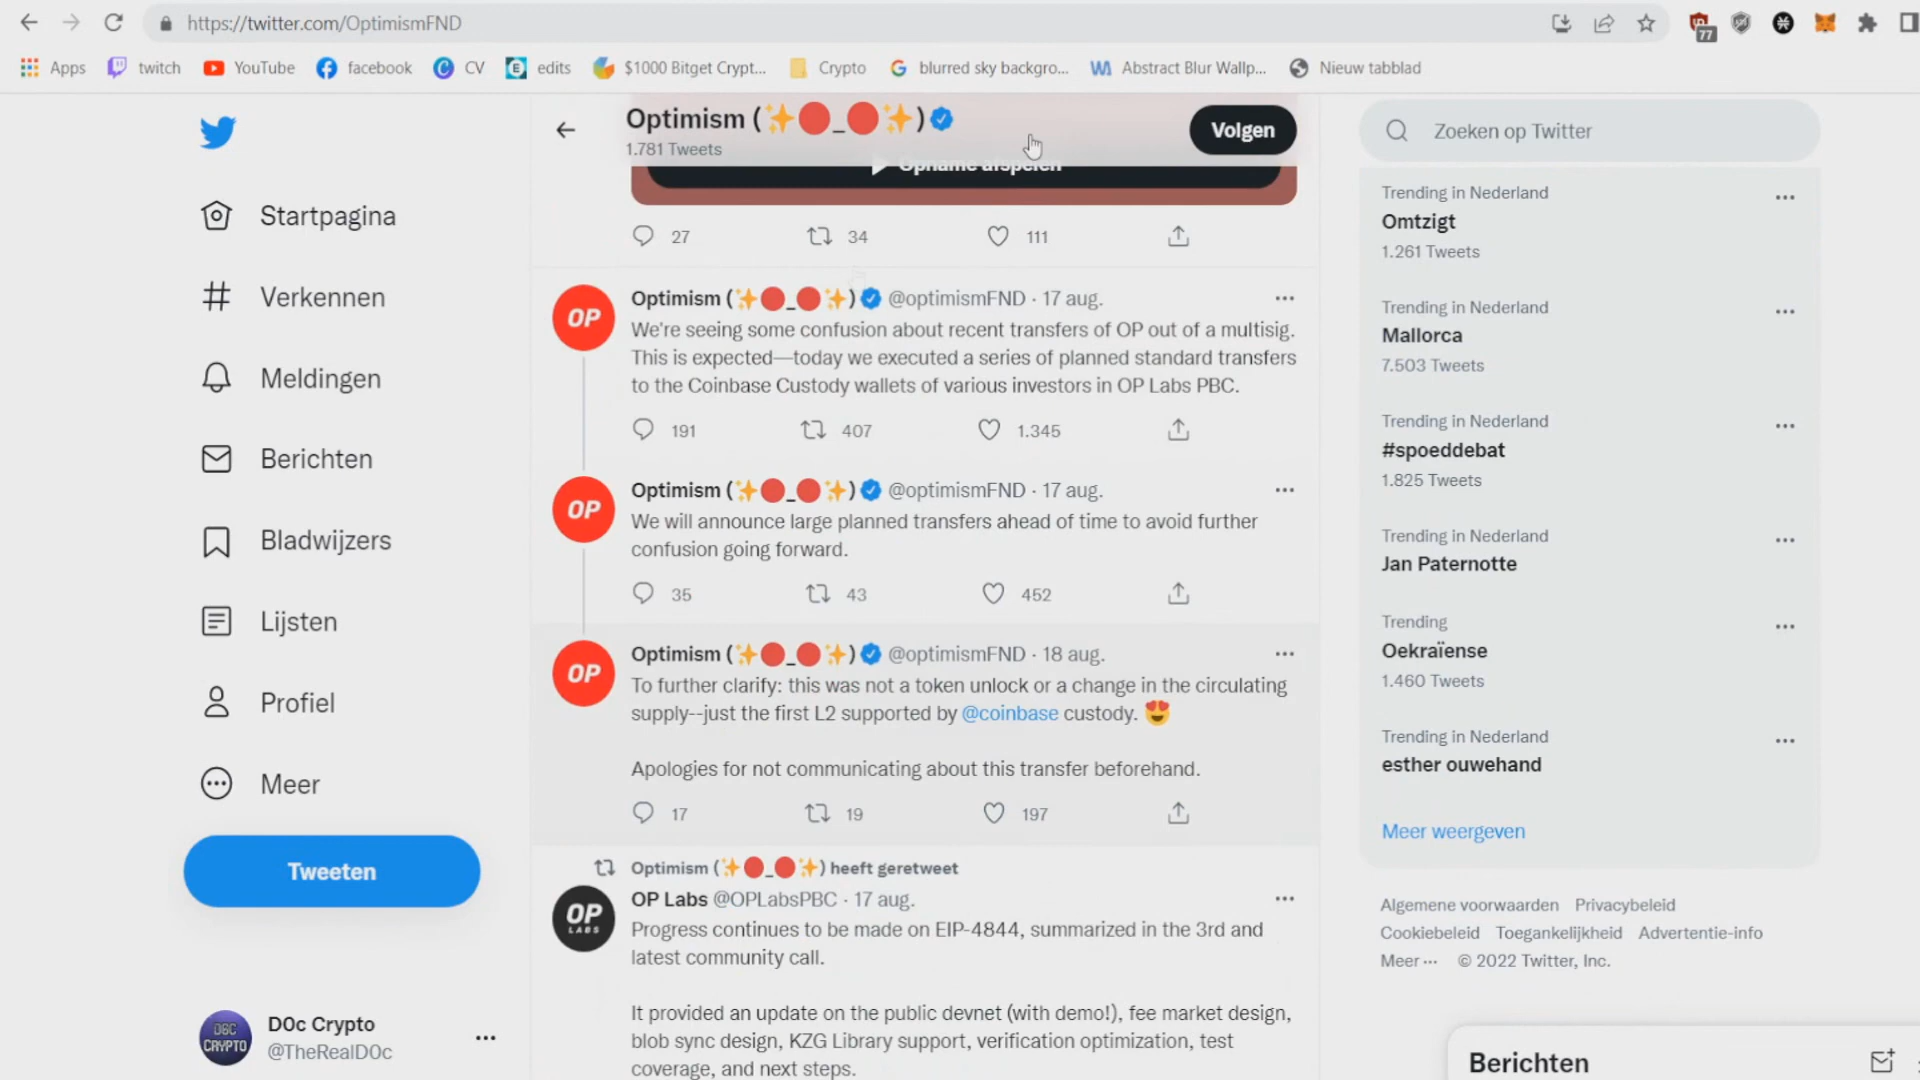 https://twitter.com/OptimismFND
77
Apps twitch YouTube facebook CV edits $1000 Bitget Crypt... Crypto blurred sky backgro... Abstract Blur Wallp... Nieuw tabblad
Optimism (✨🔴_🔴✨)
1.781 Tweets
Volgen
Opname afspelen
27 34 111
Startpagina
Verkennen
Meldingen
Berichten
Bladwijzers
Lijsten
Profiel
Meer
Tweeten
D0C CRYPTO
D0c Crypto
@TheRealD0c
OP
Optimism (✨🔴_🔴✨) @optimismFND · 17 aug.
We're seeing some confusion about recent transfers of OP out of a multisig.
This is expected—today we executed a series of planned standard transfers
to the Coinbase Custody wallets of various investors in OP Labs PBC.
191 407 1.345
OP
Optimism (✨🔴_🔴✨) @optimismFND · 17 aug.
We will announce large planned transfers ahead of time to avoid further
confusion going forward.
35 43 452
OP
Optimism (✨🔴_🔴✨) @optimismFND · 18 aug.
To further clarify: this was not a token unlock or a change in the circulating
supply--just the first L2 supported by @coinbase custody. 😍
Apologies for not communicating about this transfer beforehand.
17 19 197
Optimism (✨🔴_🔴✨) heeft geretweet
OP LABS
OP Labs @OPLabsPBC · 17 aug.
Progress continues to be made on EIP-4844, summarized in the 3rd and
latest community call.
It provided an update on the public devnet (with demo!), fee market design,
blob sync design, KZG Library support, verification optimization, test
coverage, and next steps.
Zoeken op Twitter
Trending in Nederland
Omtzigt
1.261 Tweets
Trending in Nederland
Mallorca
7.503 Tweets
Trending in Nederland
#spoeddebat
1.825 Tweets
Trending in Nederland
Jan Paternotte
Trending
Oekraïense
1.460 Tweets
Trending in Nederland
esther ouwehand
Meer weergeven
Algemene voorwaarden Privacybeleid
Cookiebeleid Toegankelijkheid Advertentie-info
Meer ··· © 2022 Twitter, Inc.
Berichten